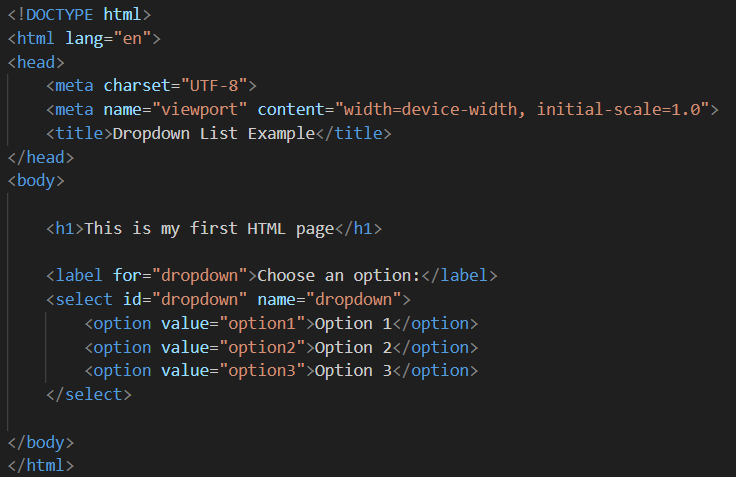 <!DOCTYPE html>
<html lang="en">
<head>
    <meta charset="UTF-8">
    <meta name="viewport" content="width=device-width, initial-scale=1.0">
    <title>Dropdown List Example</title>
</head>
<body>

    <h1>This is my first HTML page</h1>

    <label for="dropdown">Choose an option:</label>
    <select id="dropdown" name="dropdown">
        <option value="option1">Option 1</option>
        <option value="option2">Option 2</option>
        <option value="option3">Option 3</option>
    </select>

</body>
</html>